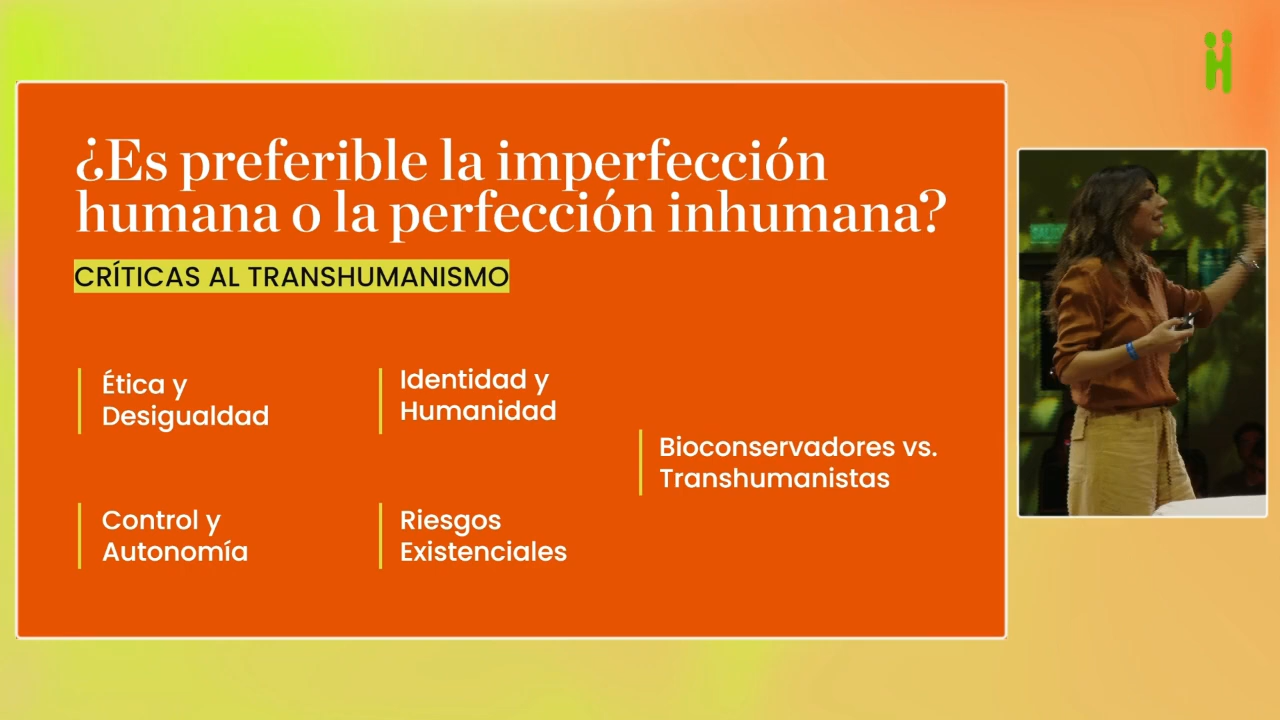 ¿Es preferible la imperfección
humana o la perfección inhumana?
CRÍTICAS AL TRANSHUMANISMO
Ética y
Desigualdad
Identidad y
Humanidad
Control y
Autonomía
Riesgos
Existenciales
Bioconservadores vs.
Transhumanistas